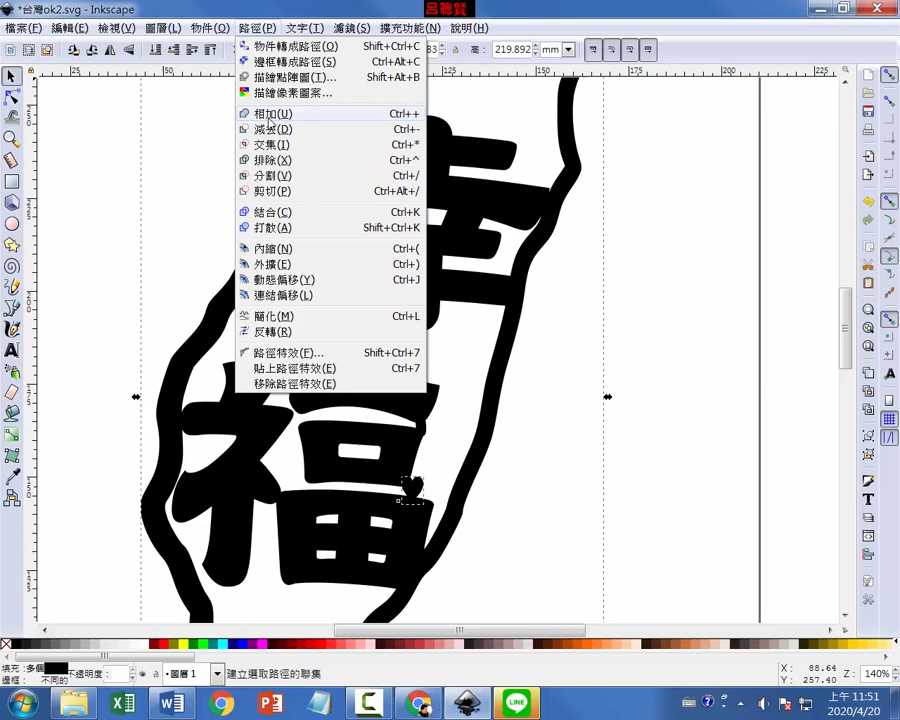 *台灣ok2.svg - Inkscape
呂聰賢
檔案(F) 編輯(E) 檢視(V) 圖層(L) 物件(O) 路徑(P) 文字(T) 濾鏡(S) 擴充功能(N) 說明(H)
83 高: 219.892 mm
物件轉成路徑(O) Shift+Ctrl+C
邊框轉成路徑(S) Ctrl+Alt+C
描繪點陣圖(T)... Shift+Alt+B
描繪像素圖案...
相加(U) Ctrl++
減去(D) Ctrl+-
交集(I) Ctrl+*
排除(X) Ctrl+^
分割(V) Ctrl+/
剪切(P) Ctrl+Alt+/
結合(C) Ctrl+K
打散(A) Shift+Ctrl+K
內縮(N) Ctrl+(
外擴(E) Ctrl+)
動態偏移(Y) Ctrl+J
連結偏移(L)
簡化(M) Ctrl+L
反轉(R)
路徑特效(F)... Shift+Ctrl+7
貼上路徑特效(E) Ctrl+7
移除路徑特效(E)
25 50 125 150 175 200 225
福
填充: 多個 不透明度:
邊框: 不同的
•圖層 1
建立選取路徑的聯集
X: 88.64
Y: 257.40
Z: 140%
上午 11:51
2020/4/20